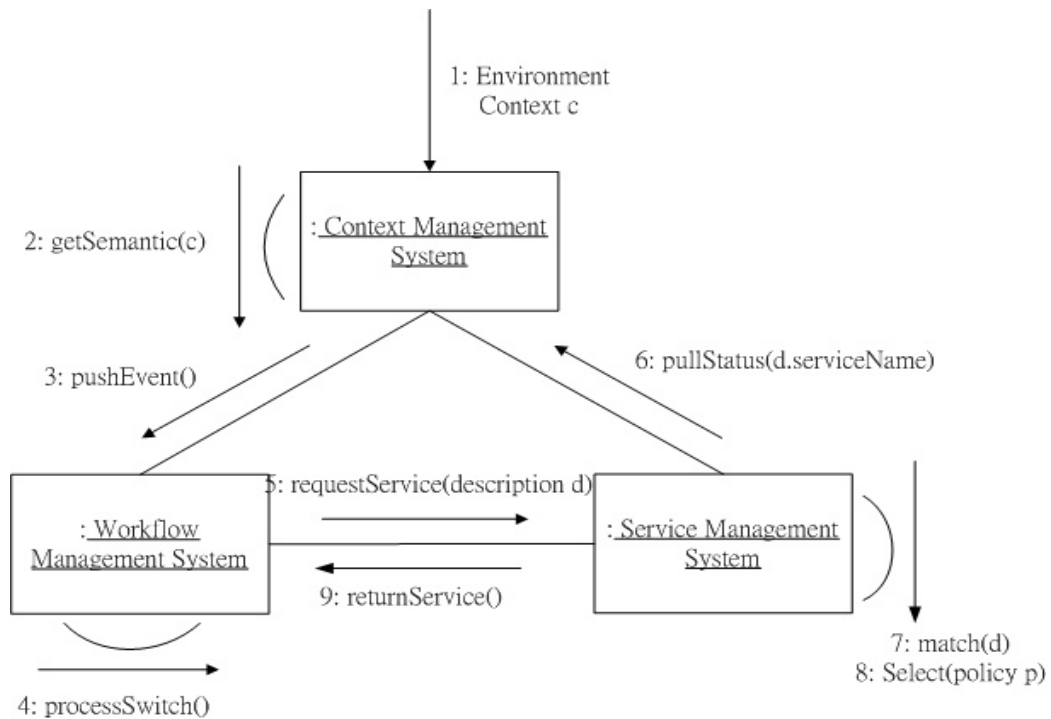 1: Environment
Context c
: Context Management
System
2: getSemantic(c)
3: pushEvent()
6: pullStatus(d.serviceName)
5: requestService(description d)
: Workflow
Management System
: Service Management
System
9: returnService()
4: processSwitch()
7: match(d)
8: Select(policy p)